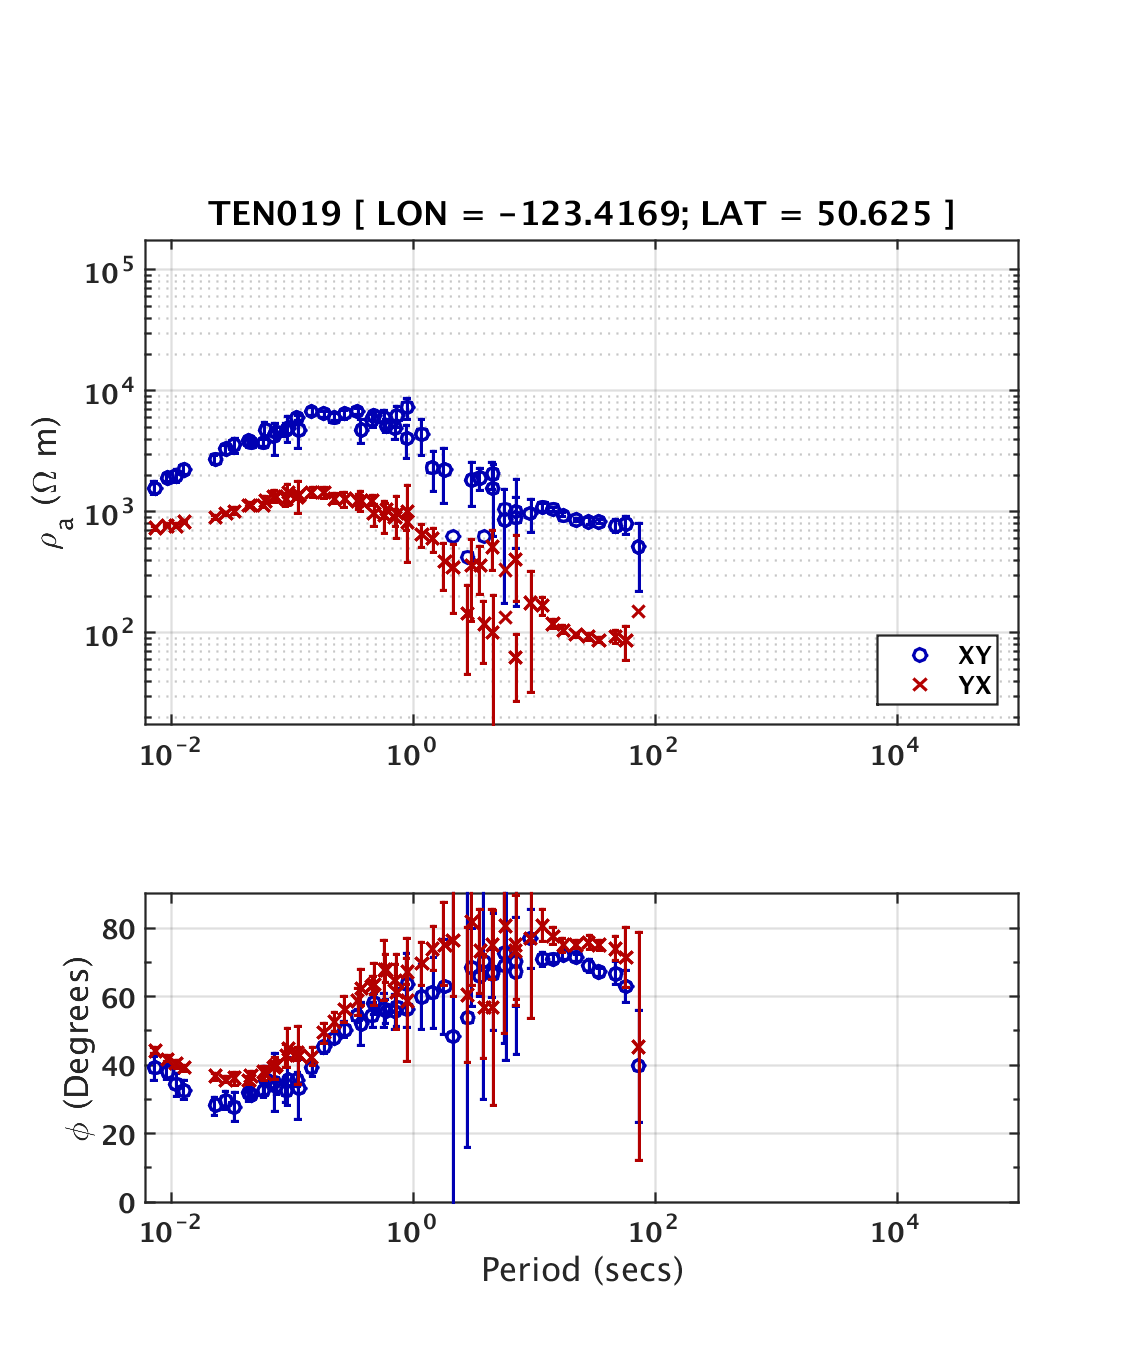 TEN019 [ LON = -123.4169; LAT = 50.625 ]
ρa (Ω m)
10^5
10^4
10^3
10^2
XY
YX
10^-2 10^0 10^2 10^4
ϕ (Degrees)
80
60
40
20
0
10^-2 10^0 10^2 10^4
Period (secs)